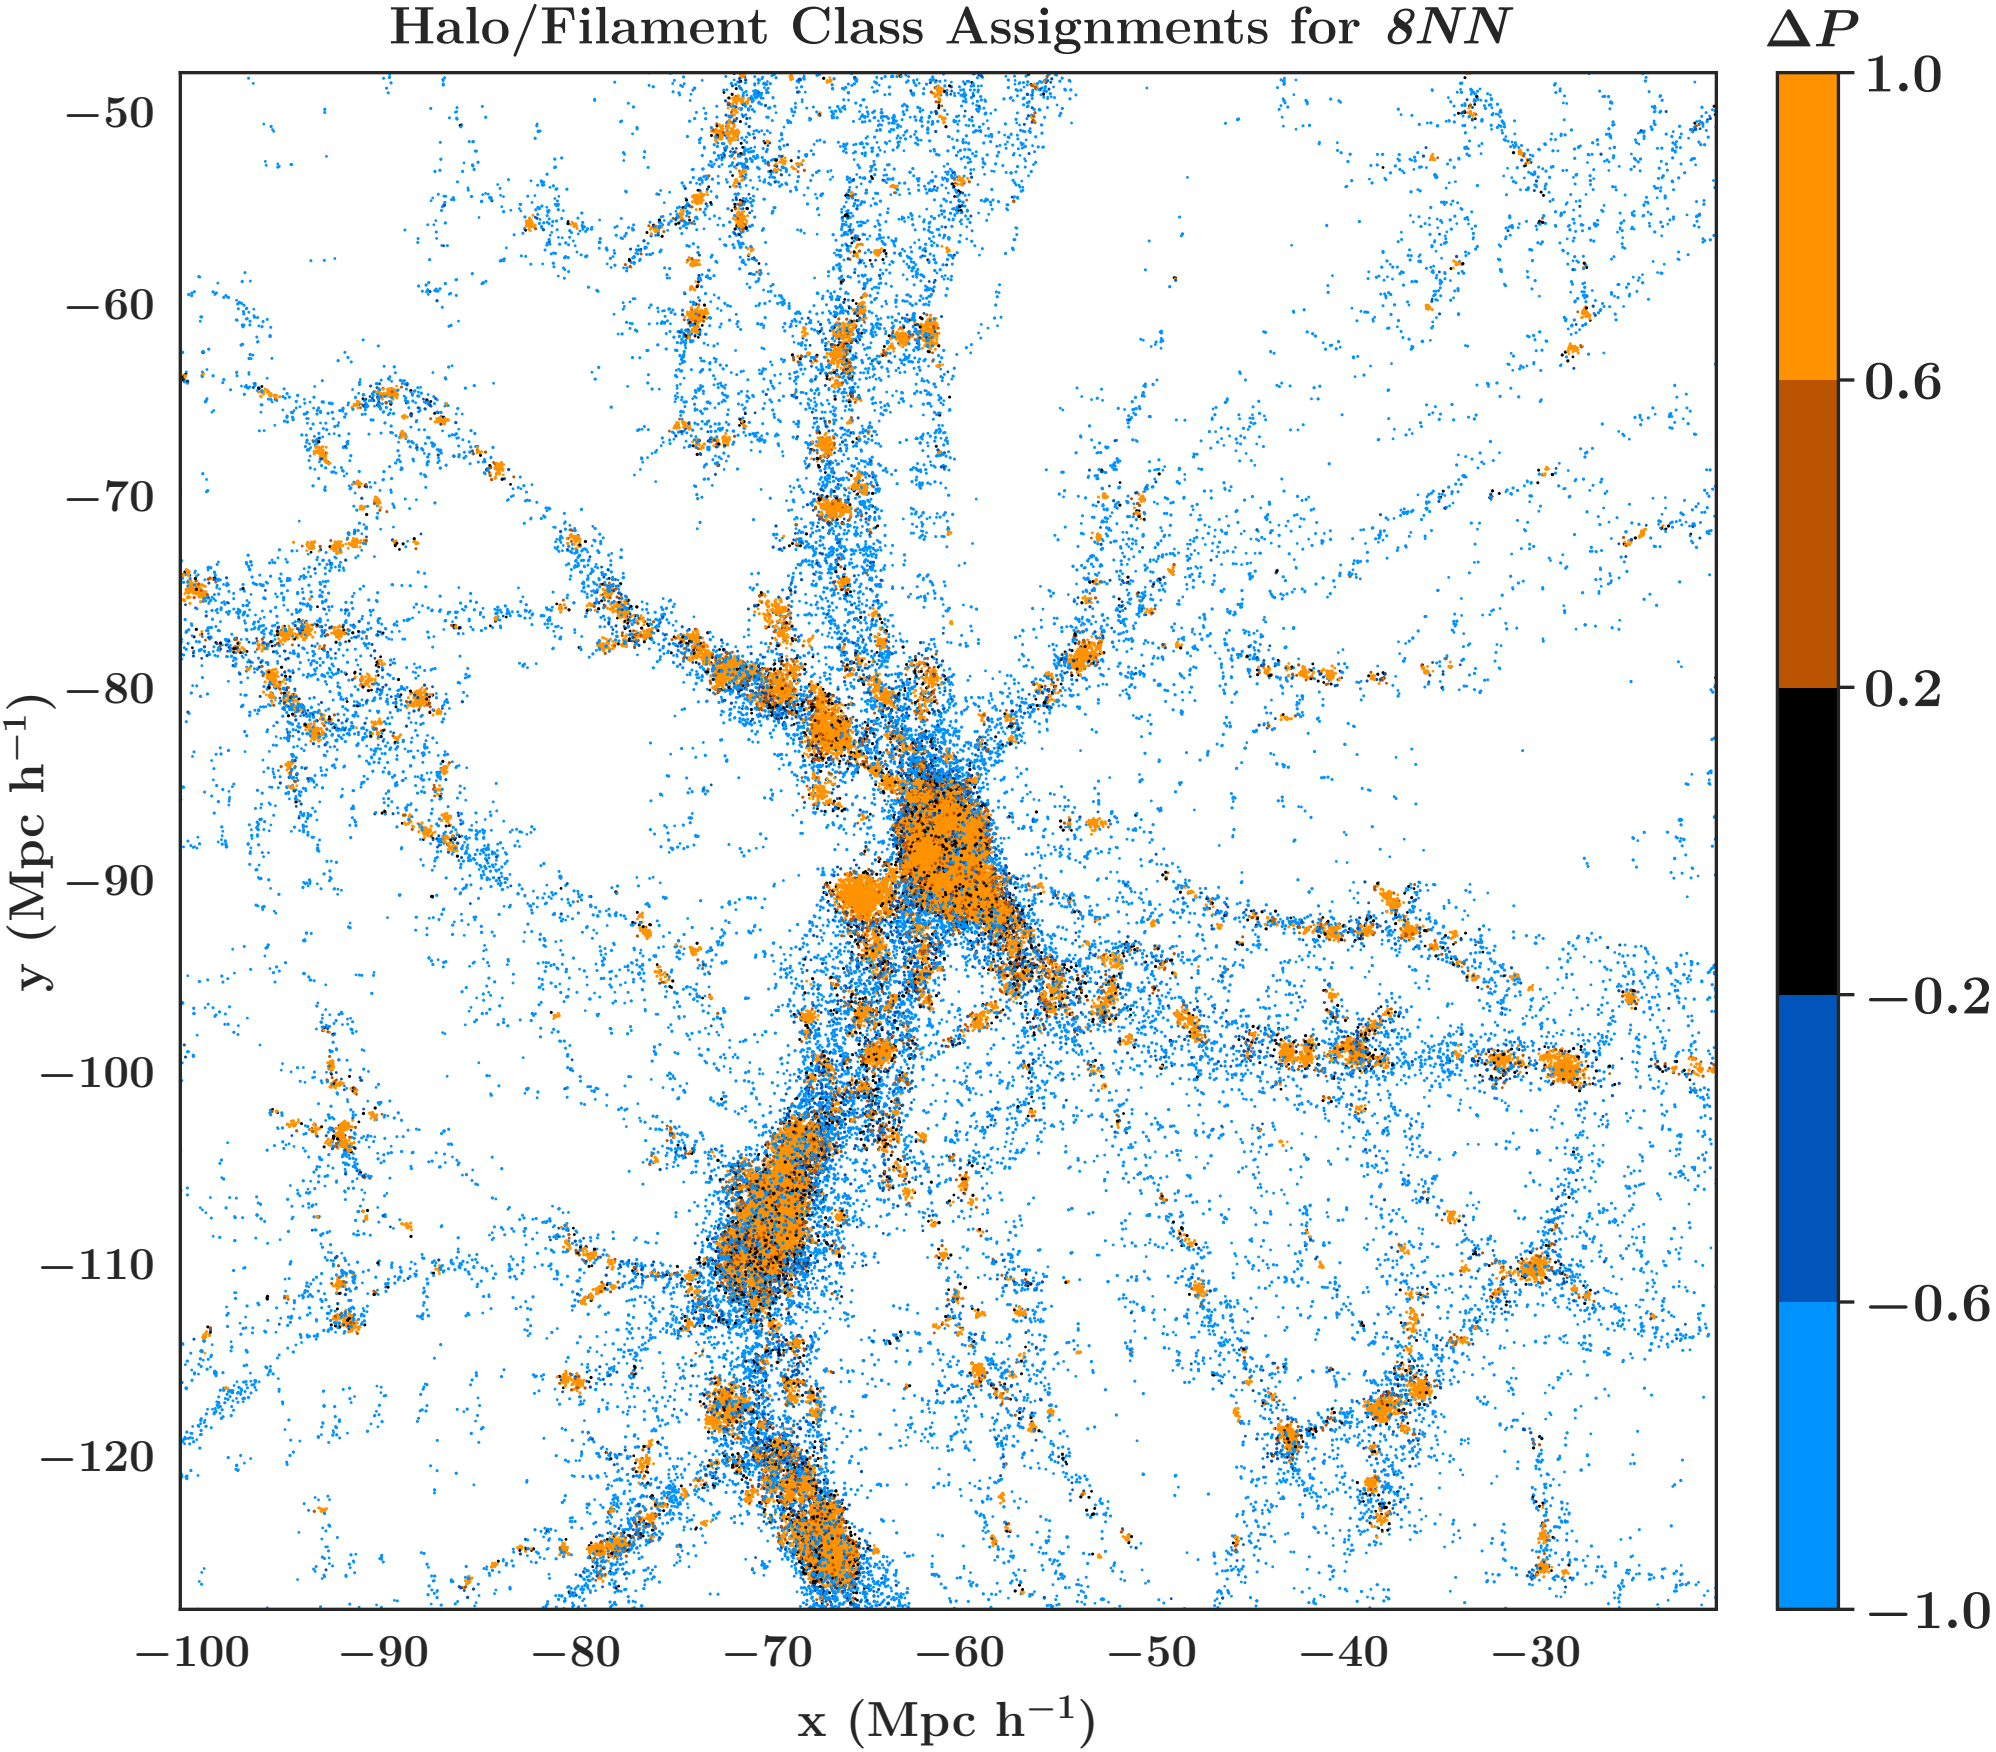 Halo/Filament Class Assignments for 8NN
ΔP
1.0
0.6
0.2
−0.2
−0.6
−1.0
−50
−60
−70
−80
−90
−100
−110
−120
y (Mpc h⁻¹)
−100 −90 −80 −70 −60 −50 −40 −30
x (Mpc h⁻¹)